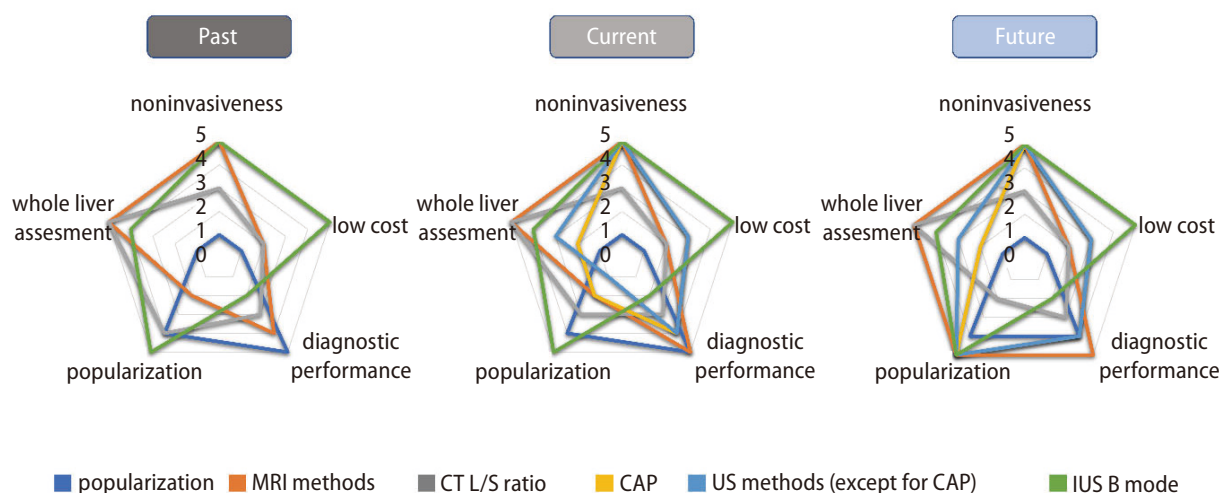 Past
Current
Future
noninvasiveness
5
4
3
2
1
0
whole liver
assesment
low cost
popularization
diagnostic
performance
noninvasiveness
5
4
3
2
1
0
whole liver
assesment
low cost
popularization
diagnostic
performance
noninvasiveness
5
4
3
2
1
0
whole liver
assesment
low cost
popularization
diagnostic
performance
popularization MRI methods CT L/S ratio CAP US methods (except for CAP) IUS B mode